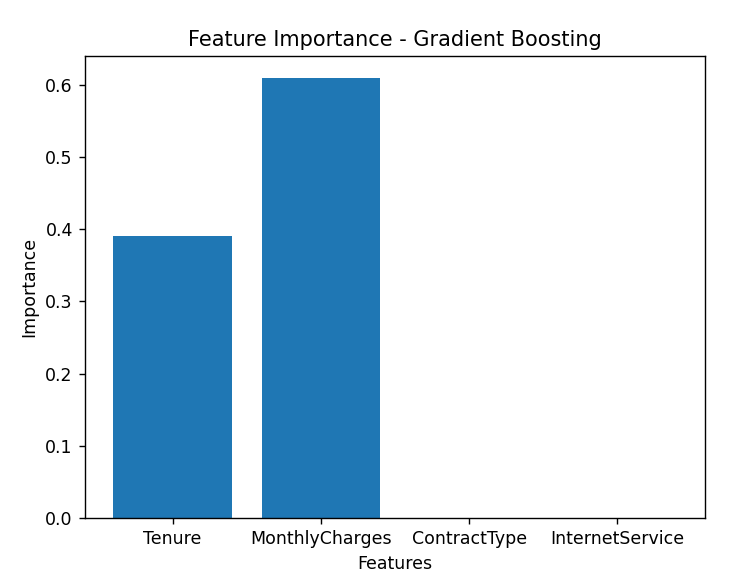 Feature Importance - Gradient Boosting
Importance
0.6
0.5
0.4
0.3
0.2
0.1
0.0
Tenure MonthlyCharges ContractType InternetService
Features